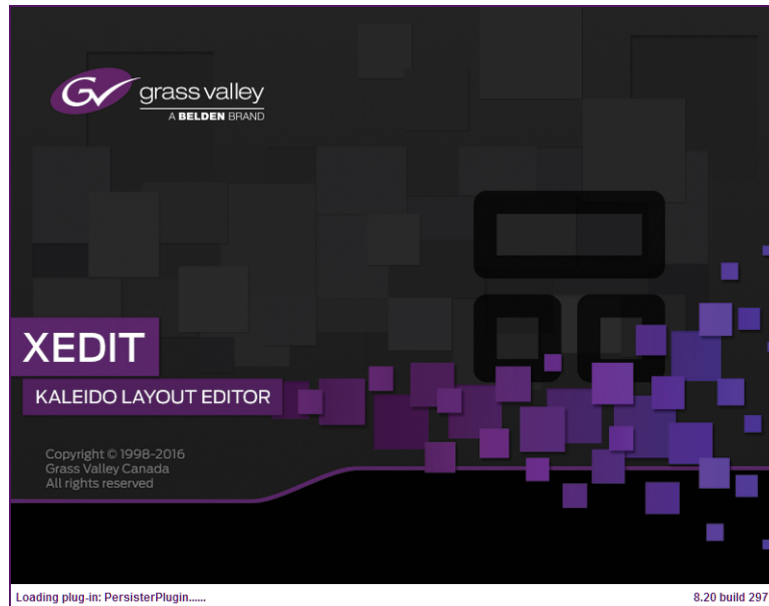 GV grass valley
A BELDEN BRAND
XEDIT
KALEIDO LAYOUT EDITOR
Copyright © 1998-2016
Grass Valley Canada
All rights reserved
Loading plug-in: PersisterPlugin...... 8.20 build 297